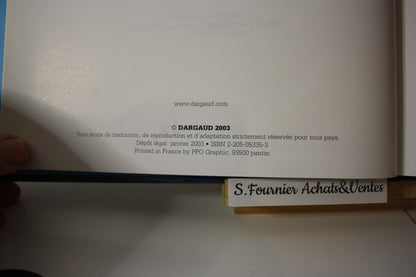 www.dargaud.com
© DARGAUD 2003
Tous droits de traduction, de reproduction et d'adaptation strictement réservés pour tous pays.
Dépôt légal: janvier 2003 • ISBN 2-205-05335-3
Printed in France by PPO Graphic, 93500 pantin
S.Fournier Achats&Ventes